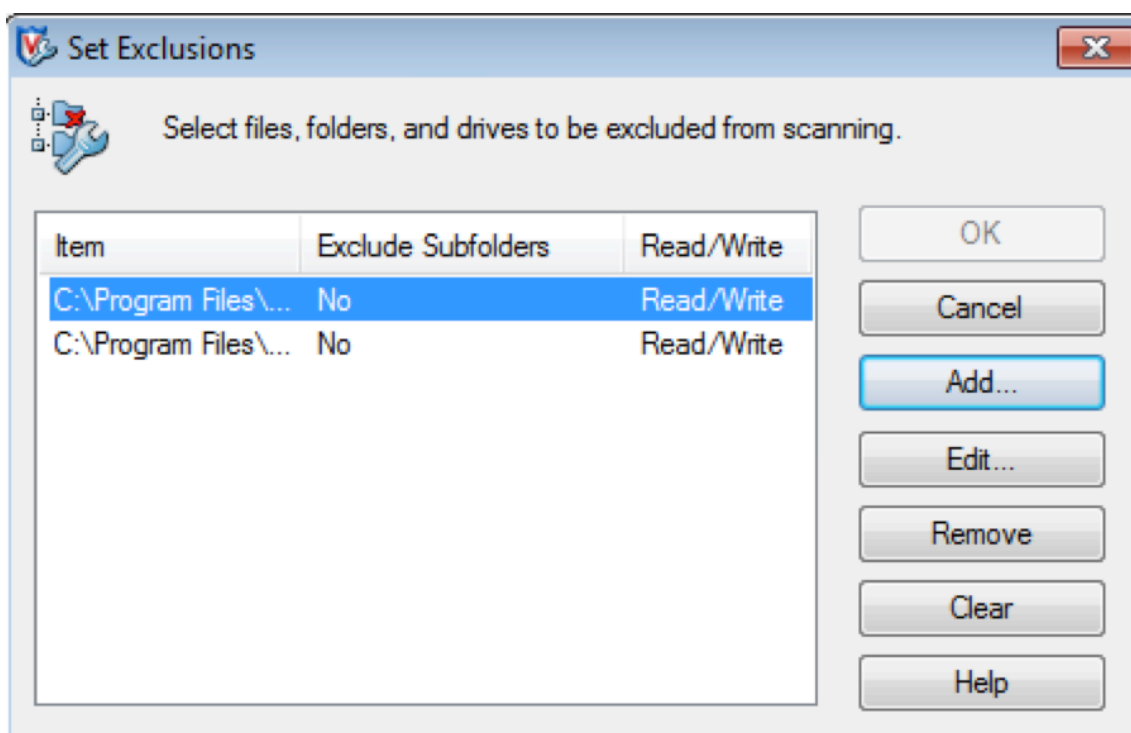 Set Exclusions
Select files, folders, and drives to be excluded from scanning.
Item Exclude Subfolders Read/Write
C:\Program Files\... No Read/Write
C:\Program Files\... No Read/Write
OK
Cancel
Add...
Edit...
Remove
Clear
Help